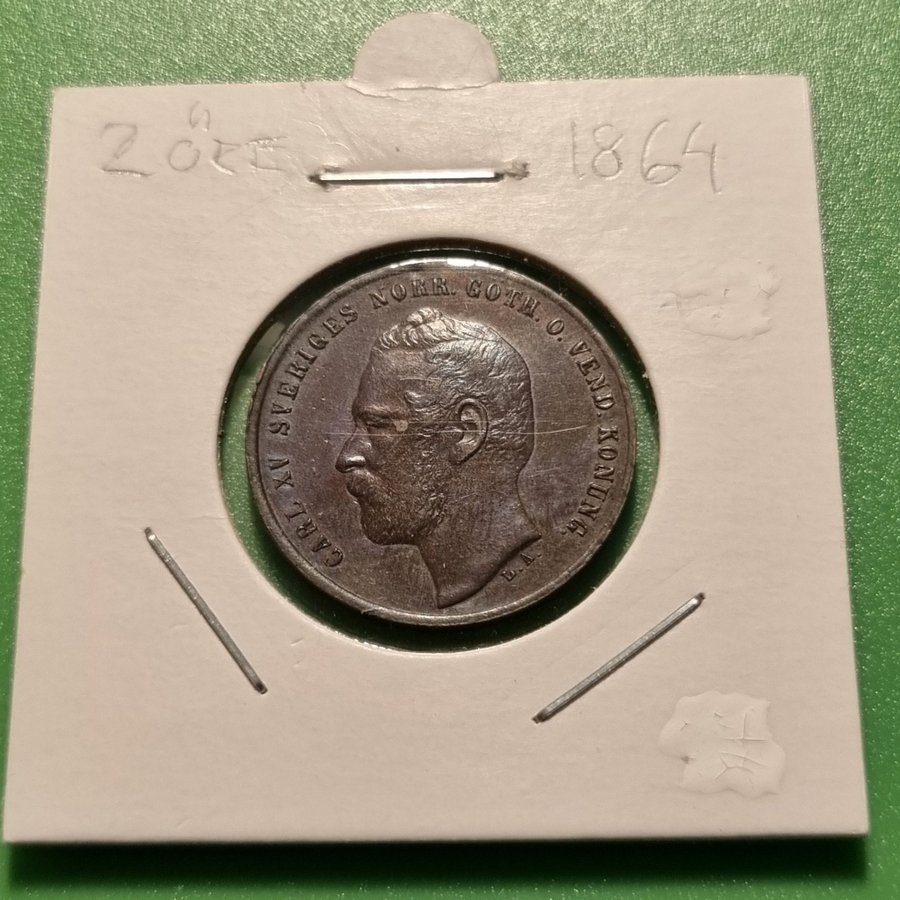 2 ÖRE 1864
CARL XV SVERIGES NORR. GOTH. O. VEND. KONUNG.
L. A.